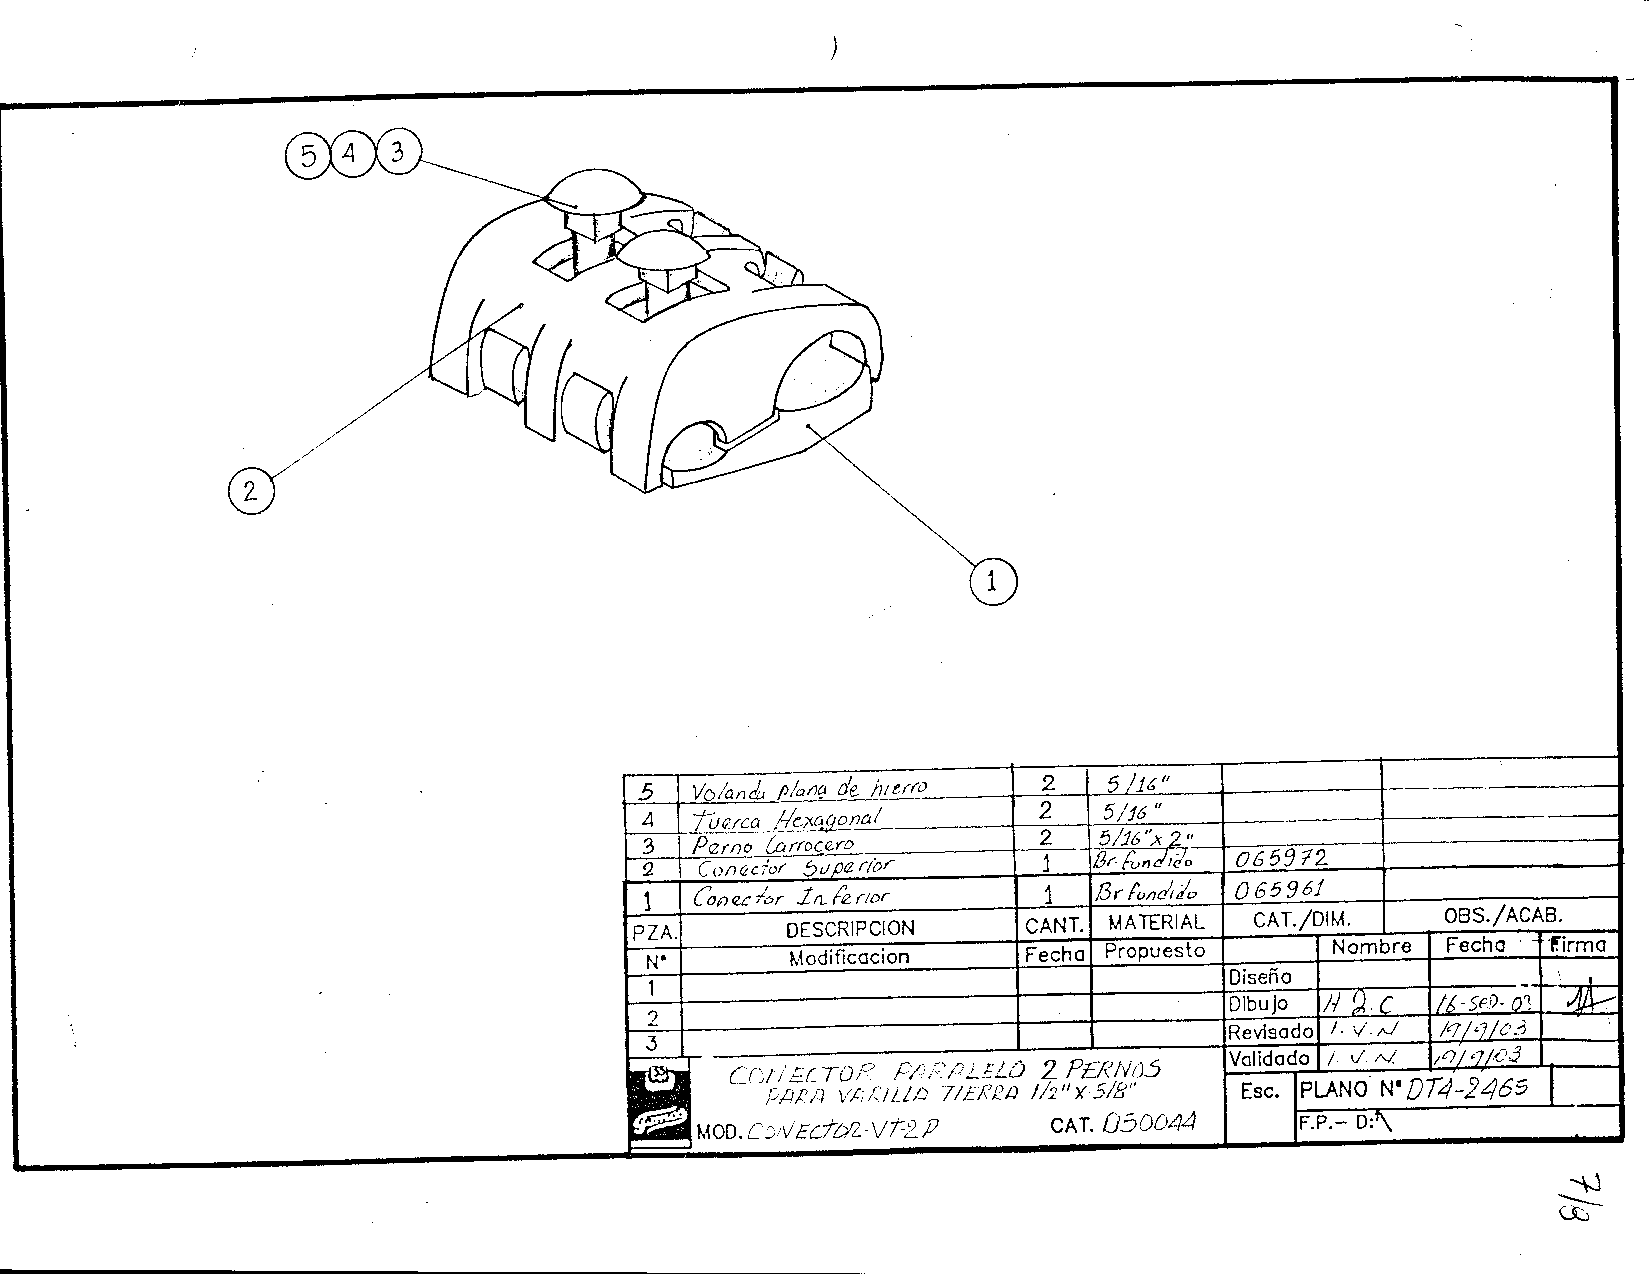 5 4 3
2
1
5 Volanda plana de hierro 2 5/16"
4 Tuerca Hexagonal 2 5/16"
3 Perno Carrocero 2 5/16"x2"
2 Conector Superior 1 Br. fundido 065972
1 Conector Inferior 1 Br fundido 065961
PZA. DESCRIPCION CANT. MATERIAL CAT./DIM. OBS./ACAB.
Nº Modificacion Fecha Propuesto Nombre Fecha Firma
1 Diseño
2 Dibujo H 2.C 16-Sep-03
3 Revisado I.V.N 19/9/03
Validado I.V.N. 19/9/03
CONECTOR PARALELO 2 PERNOS
PARA VARILLA TIERRA 1/2" X 5/8"
MOD. CONECTOR-VT-2P CAT. 050044
Esc. PLANO Nº DT4-2465
F.P.- D:\
7/8